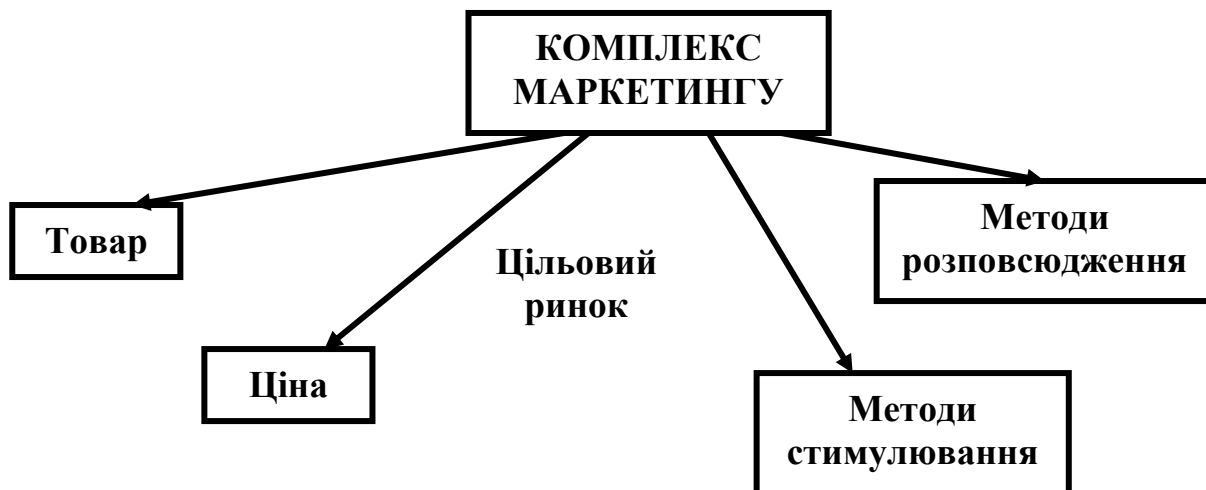 КОМПЛЕКС
МАРКЕТИНГУ
Товар
Методи
розповсюдження
Цільовий
ринок
Ціна
Методи
стимулювання